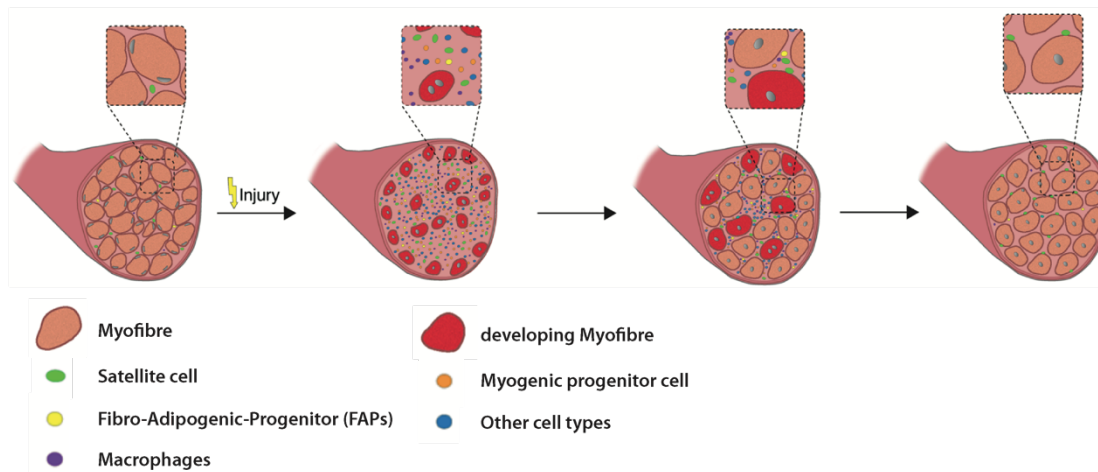 Injury
Myofibre
developing Myofibre
Satellite cell
Myogenic progenitor cell
Fibro-Adipogenic-Progenitor (FAPs)
Other cell types
Macrophages